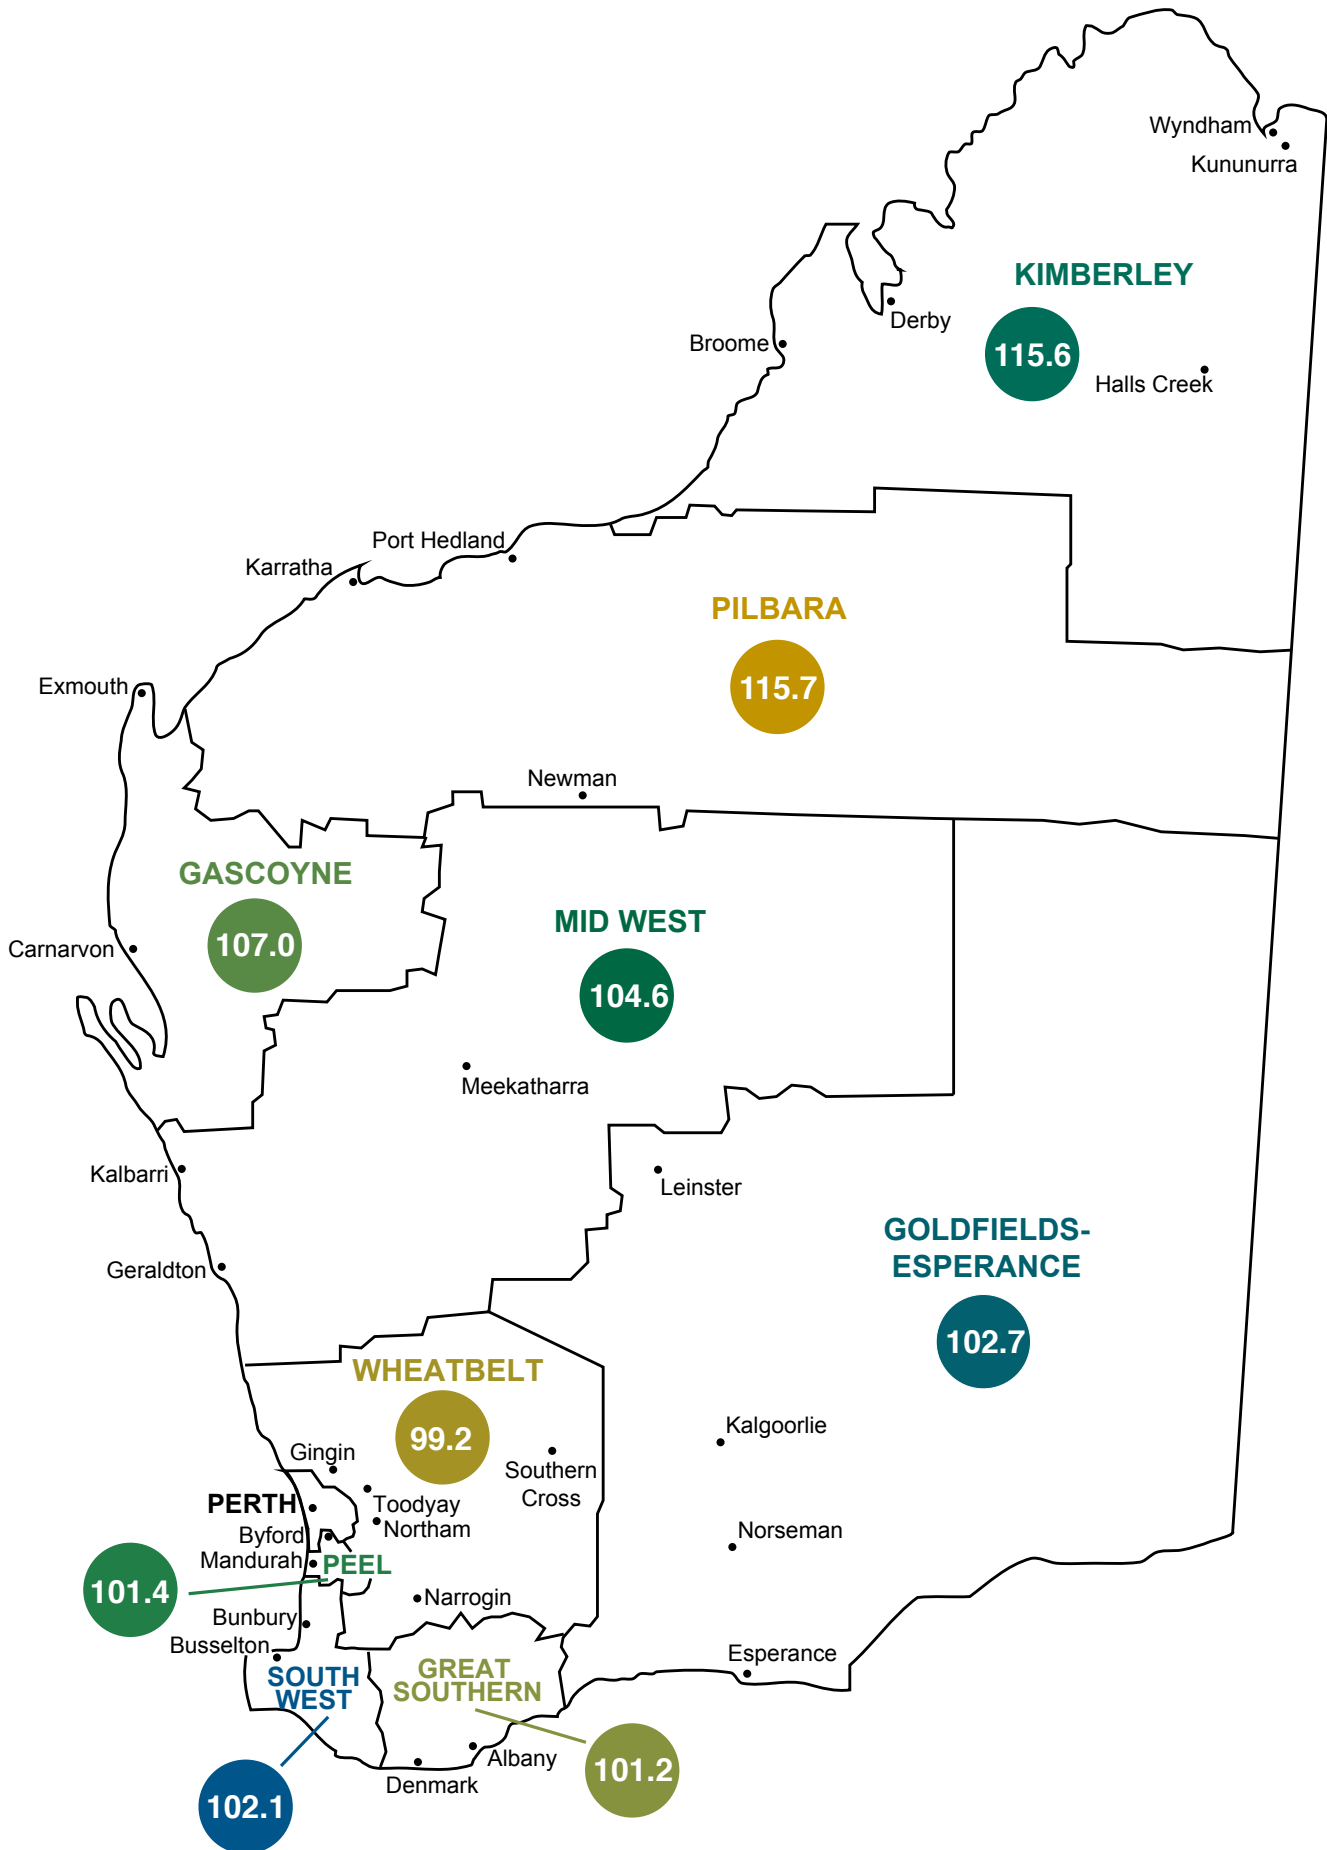 Wyndham
Kununurra
KIMBERLEY
Derby
Broome
115.6
Halls Creek
Port Hedland
Karratha
PILBARA
115.7
Exmouth
Newman
GASCOYNE
107.0
MID WEST
104.6
Carnarvon
Meekatharra
Kalbarri
Leinster
GOLDFIELDS-
ESPERANCE
102.7
Geraldton
WHEATBELT
99.2
Kalgoorlie
Gingin
Southern
Cross
Toodyay
PERTH
Northam
Byford
Norseman
Mandurah
PEEL
101.4
Narrogin
Bunbury
Busselton
Esperance
SOUTH
WEST
GREAT
SOUTHERN
Albany
Denmark
101.2
102.1